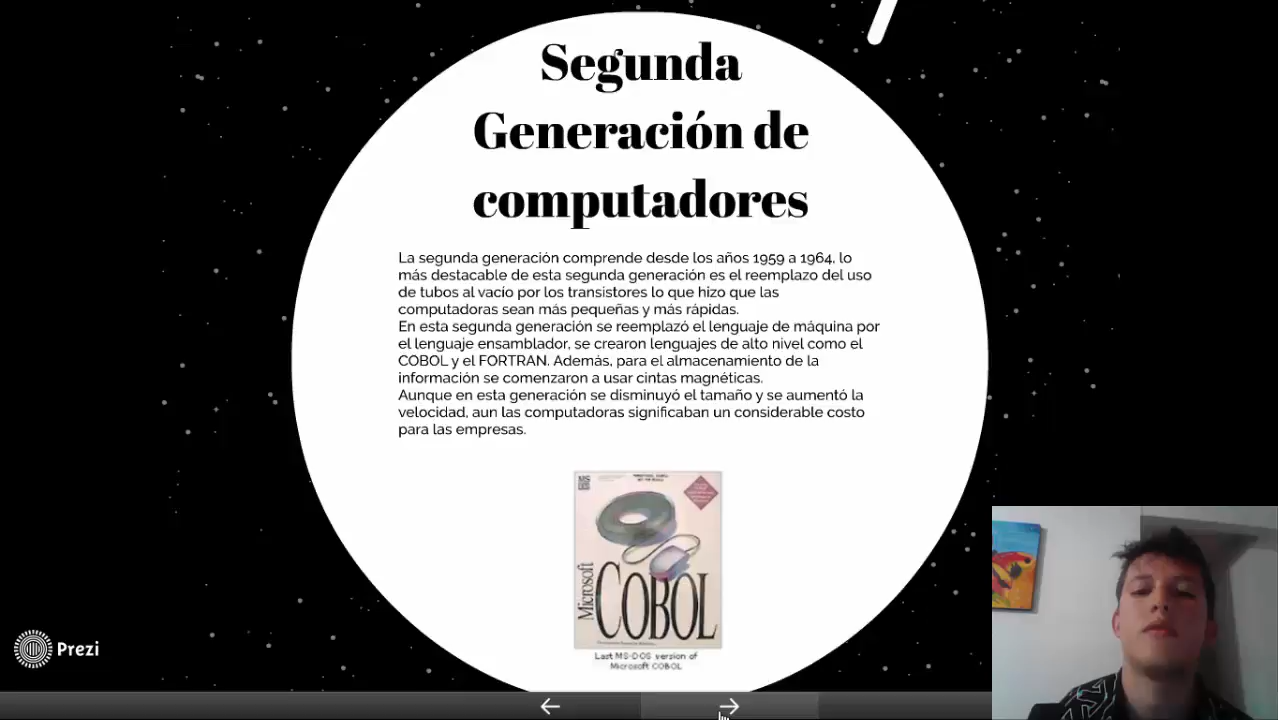 Segunda
Generación de
computadores
La segunda generación comprende desde los años 1959 a 1964, lo
más destacable de esta segunda generación es el reemplazo del uso
de tubos al vacío por los transistores lo que hizo que las
computadoras sean más pequeñas y más rápidas.
En esta segunda generación se reemplazó el lenguaje de máquina por
el lenguaje ensamblador, se crearon lenguajes de alto nivel como el
COBOL y el FORTRAN. Además, para el almacenamiento de la
información se comenzaron a usar cintas magnéticas.
Aunque en esta generación se disminuyó el tamaño y se aumentó la
velocidad, aun las computadoras significaban un considerable costo
para las empresas.
Microsoft
COBOL
Last MS-DOS version of
Microsoft COBOL
Prezi